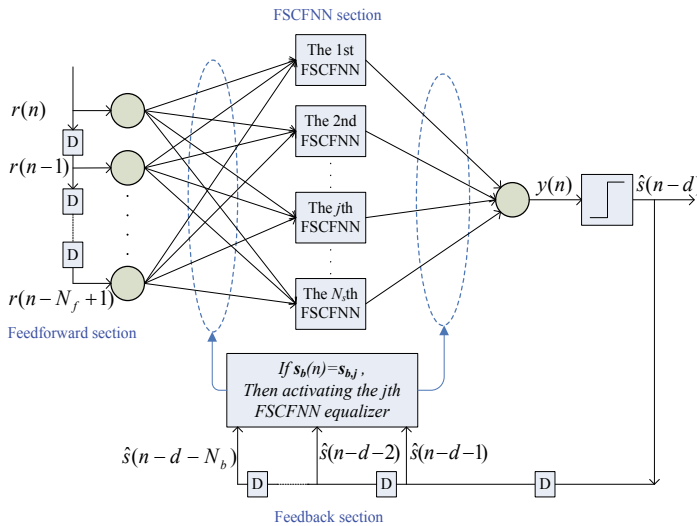 FSCFNN section
The 1st
FSCFNN
r(n)
D
The 2nd
FSCFNN
r(n-1)
D
y(n)
ŝ(n-d)
The jth
FSCFNN
D
r(n-N_f+1)
The N_sth
FSCFNN
Feedforward section
If s_b(n)=s_{b,j} ,
Then activating the jth
FSCFNN equalizer
ŝ(n-d-N_b)
ŝ(n-d-2)
ŝ(n-d-1)
D
D
D
Feedback section